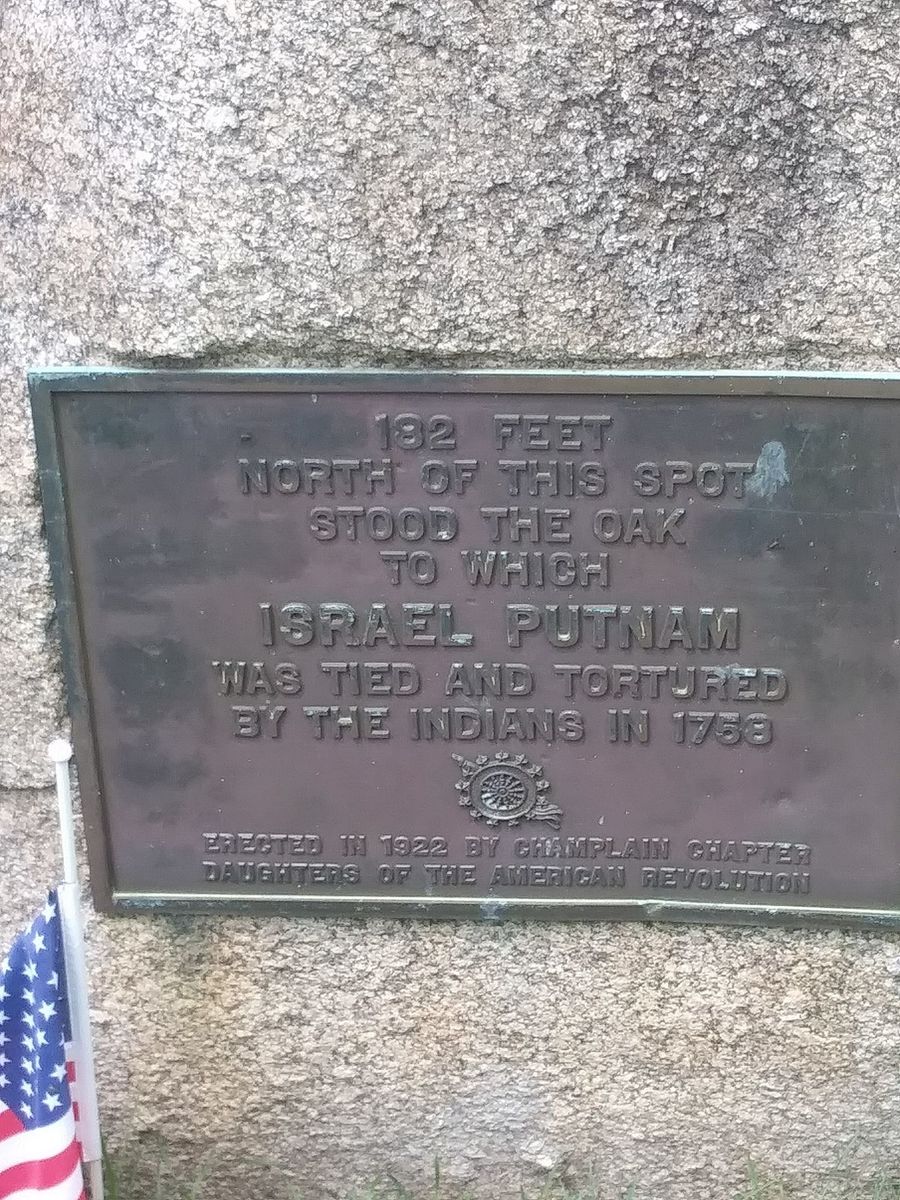 182 FEET
NORTH OF THIS SPOT
STOOD THE OAK
TO WHICH
ISRAEL PUTNAM
WAS TIED AND TORTURED
BY THE INDIANS IN 1758
ERECTED IN 1922 BY CHAMPLAIN CHAPTER
DAUGHTERS OF THE AMERICAN REVOLUTION